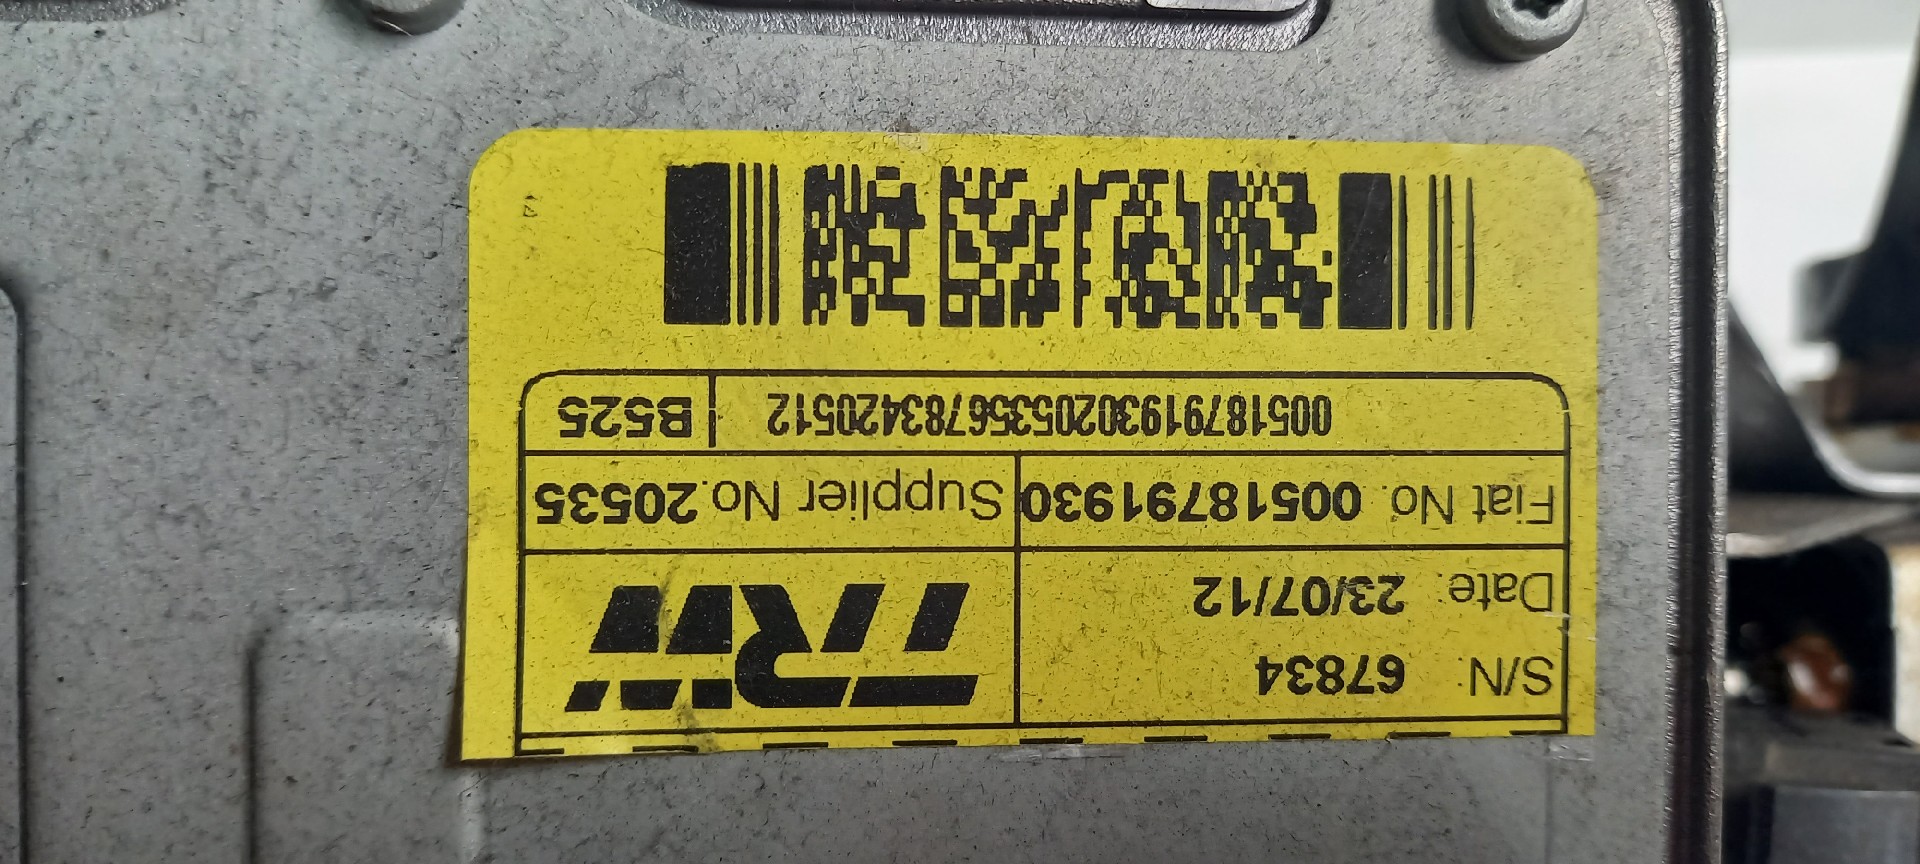 S/N 67834
Date: 23/07/12
TRW
Fiat No. 00518791930
Supplier No. 20535
00518791930205356783420512
B525